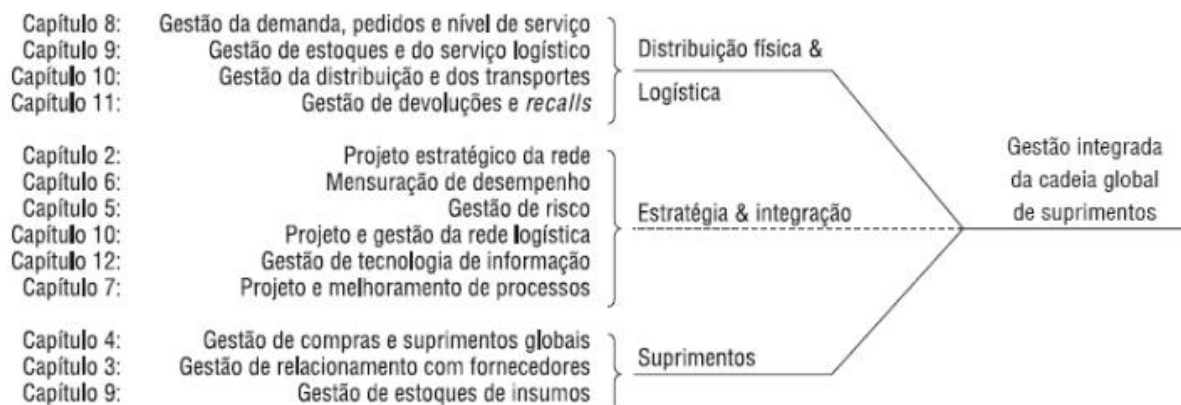 Capítulo 8: Gestão da demanda, pedidos e nível de serviço
Capítulo 9: Gestão de estoques e do serviço logístico
Capítulo 10: Gestão da distribuição e dos transportes
Capítulo 11: Gestão de devoluções e recalls
Distribuição física &
Logística
Capítulo 2: Projeto estratégico da rede
Capítulo 6: Mensuração de desempenho
Capítulo 5: Gestão de risco
Capítulo 10: Projeto e gestão da rede logística
Capítulo 12: Gestão de tecnologia de informação
Capítulo 7: Projeto e melhoramento de processos
Estratégia & integração
Capítulo 4: Gestão de compras e suprimentos globais
Capítulo 3: Gestão de relacionamento com fornecedores
Capítulo 9: Gestão de estoques de insumos
Suprimentos
Gestão integrada
da cadeia global
de suprimentos